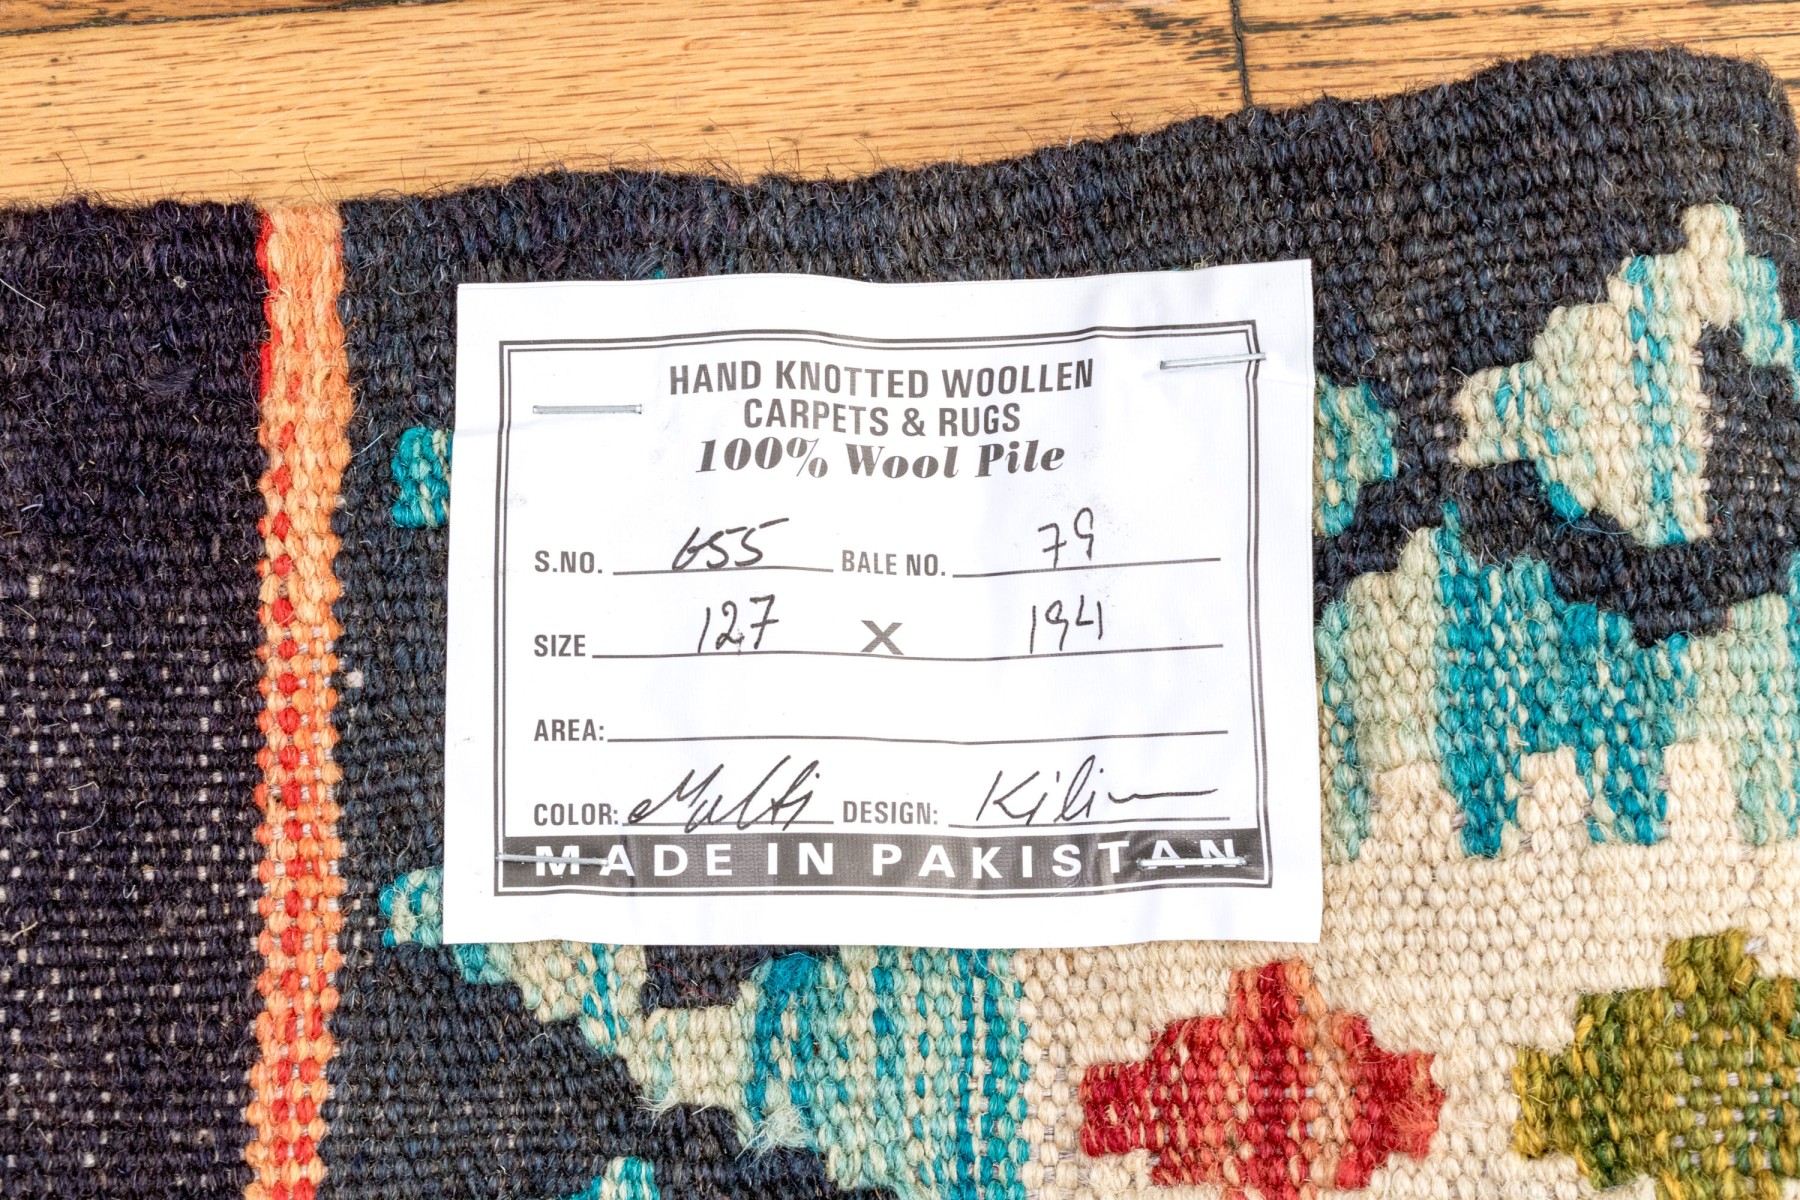 HAND KNOTTED WOOLLEN
CARPETS & RUGS
100% Wool Pile
S.NO. 655 BALE NO. 79
SIZE 127 X 194
AREA:
COLOR: Multi DESIGN: Kilim
MADE IN PAKISTAN